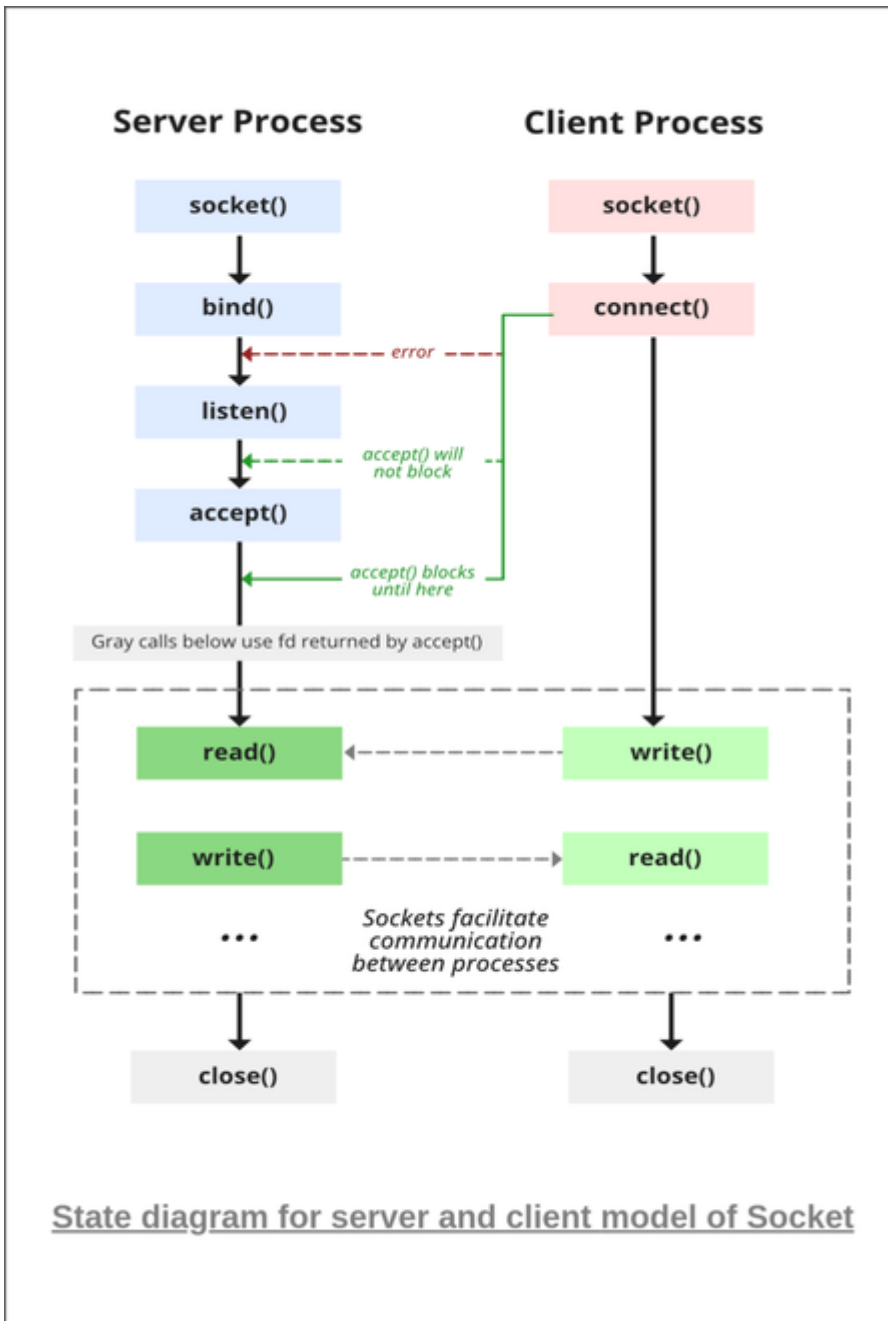 Server Process
Client Process
socket()
socket()
bind()
connect()
error
listen()
accept() will
not block
accept()
accept() blocks
until here
Gray calls below use fd returned by accept()
read()
write()
write()
read()
...
Sockets facilitate
communication
between processes
...
close()
close()
State diagram for server and client model of Socket